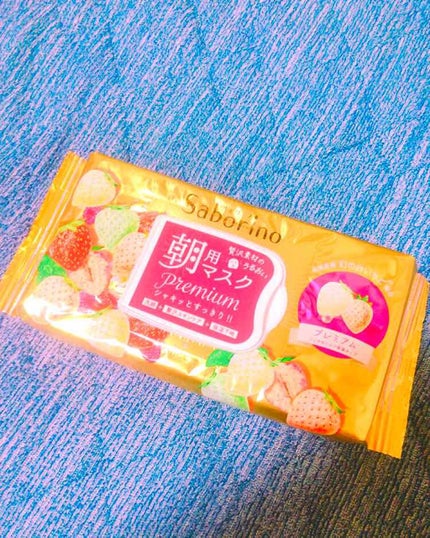 Saborino
贅沢素材の
うるおい
朝用
マスク
Premium
シャキッとすっきり!!
プレミアム